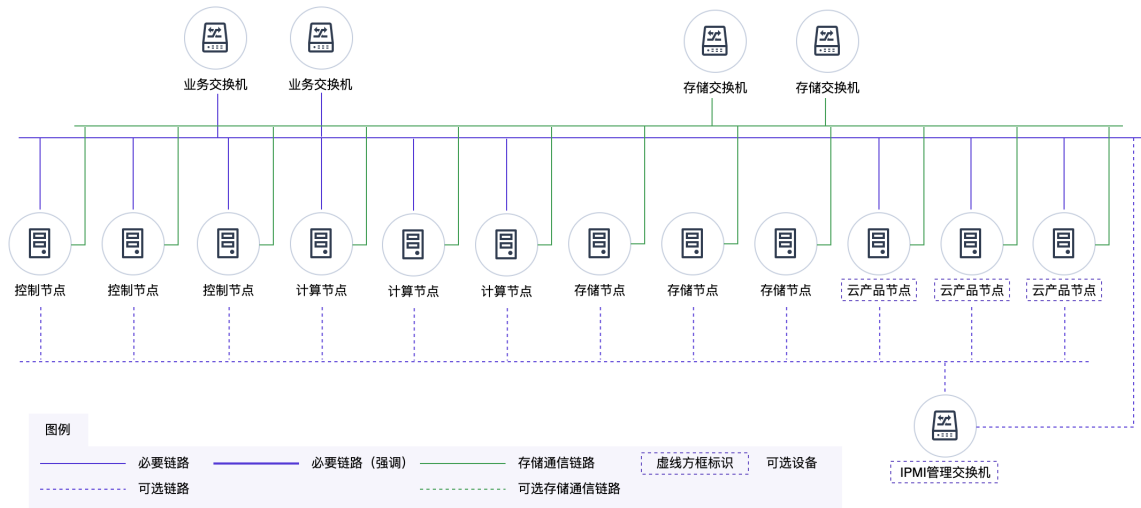 业务交换机
业务交换机
存储交换机
存储交换机
控制节点
控制节点
控制节点
计算节点
计算节点
计算节点
存储节点
存储节点
存储节点
云产品节点
云产品节点
云产品节点
图例
必要链路
必要链路（强调）
存储通信链路
虚线方框标识
可选设备
可选链路
可选存储通信链路
IPMI管理交换机